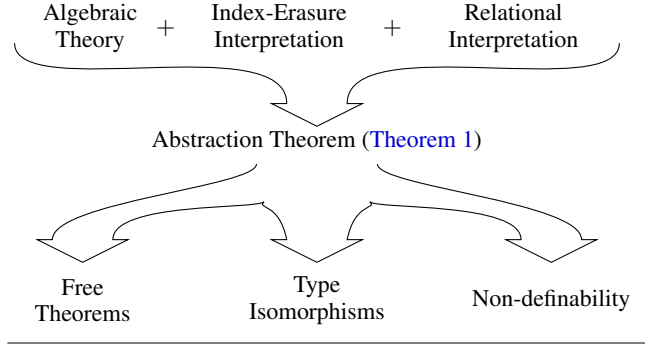 Algebraic Theory + Index-Erasure Interpretation + Relational Interpretation
Abstraction Theorem (Theorem 1)
Free Theorems
Type Isomorphisms
Non-definability